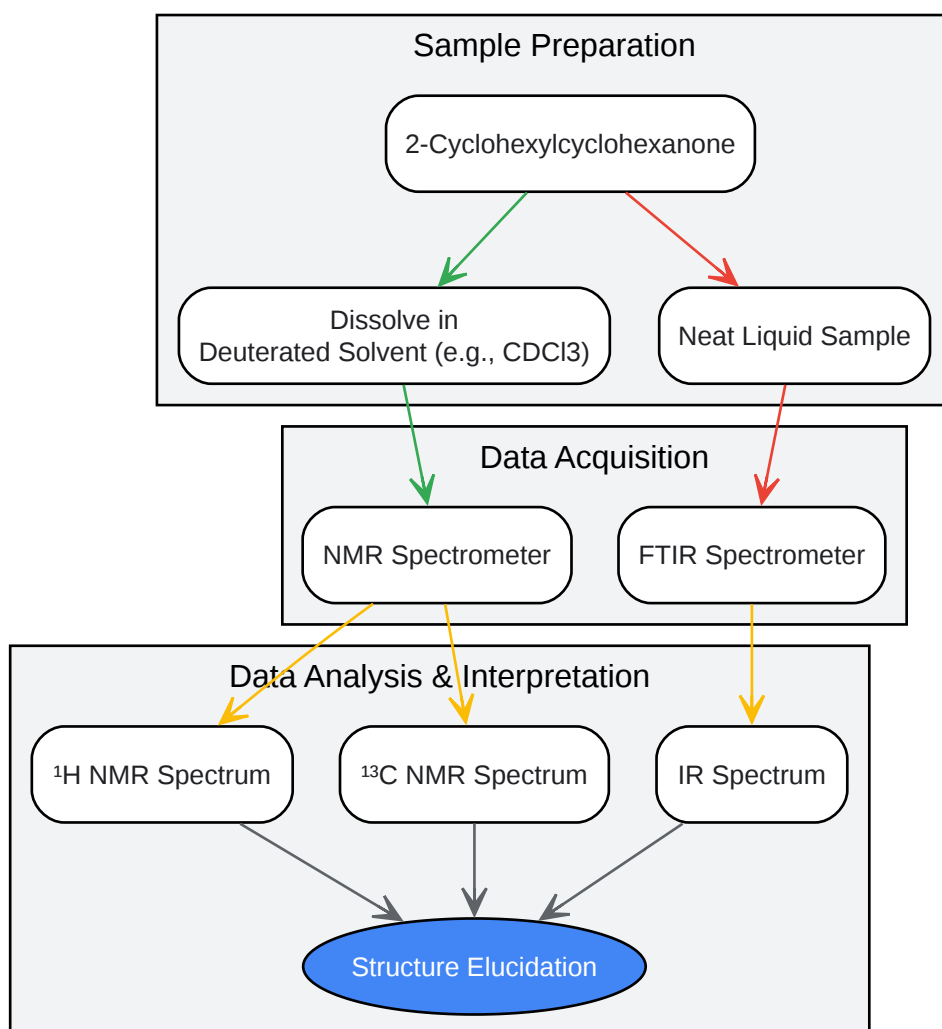 Sample Preparation
2-Cyclohexylcyclohexanone
Dissolve in
Deuterated Solvent (e.g., CDCl3)
Neat Liquid Sample
Data Acquisition
NMR Spectrometer
FTIR Spectrometer
Data Analysis & Interpretation
¹H NMR Spectrum
¹³C NMR Spectrum
IR Spectrum
Structure Elucidation